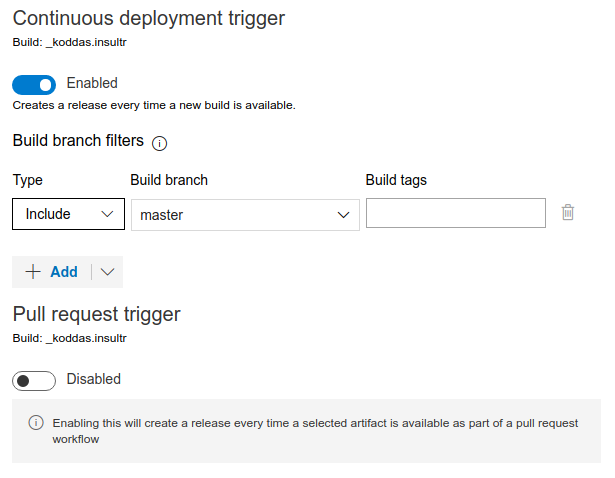 Continuous deployment trigger
Build: _koddas.insultr
Enabled
Creates a release every time a new build is available.
Build branch filters
Type Build branch Build tags
Include master
Add
Pull request trigger
Build: _koddas.insultr
Disabled
Enabling this will create a release every time a selected artifact is available as part of a pull request
workflow